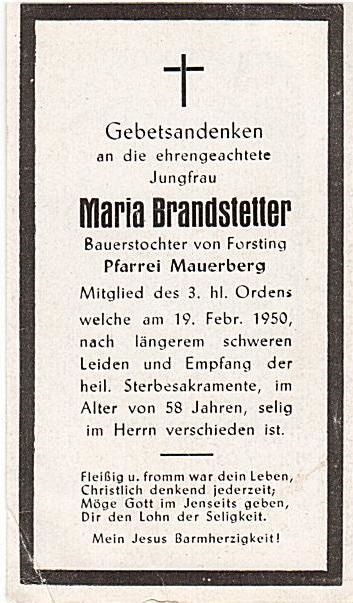 Gebetsandenken
an die ehrengeachtete
Jungfrau
Maria Brandstetter
Bauerstochter von Forsting
Pfarrei Mauerberg
Mitglied des 3. hl. Ordens
welche am 19. Febr. 1950,
nach längerem schweren
Leiden und Empfang der
heil. Sterbesakramente, im
Alter von 58 Jahren, selig
im Herrn verschieden ist.
Fleißig u. fromm war dein Leben,
Christlich denkend jederzeit;
Möge Gott im Jenseits geben,
Dir den Lohn der Seligkeit.
Mein Jesus Barmherzigkeit!